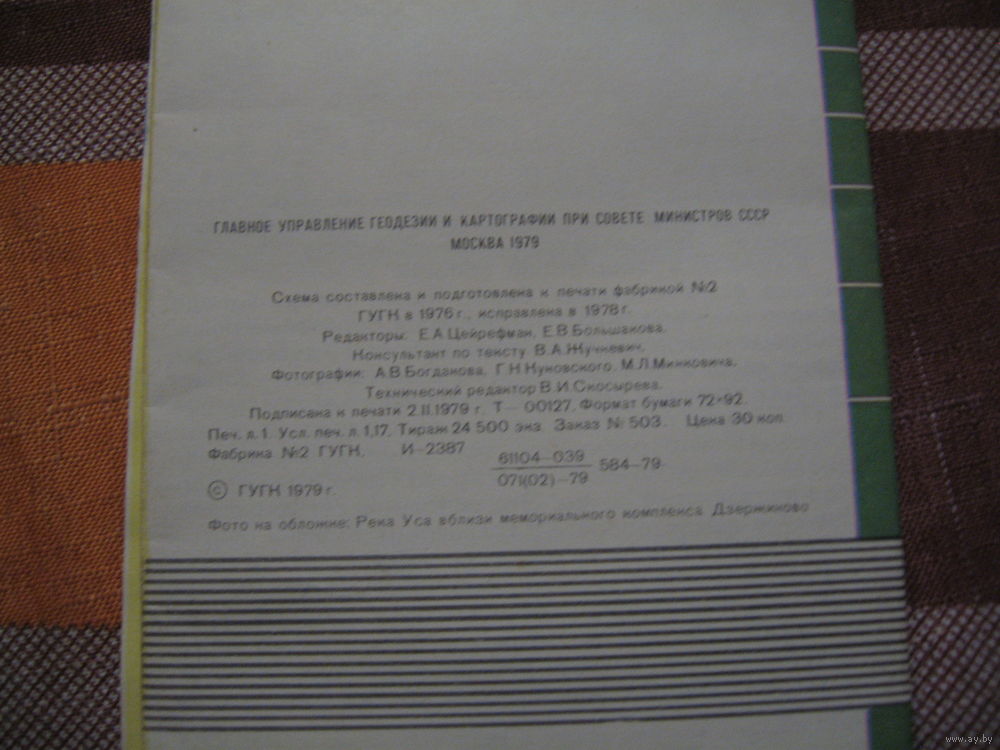 ГЛАВНОЕ УПРАВЛЕНИЕ ГЕОДЕЗИИ И КАРТОГРАФИИ ПРИ СОВЕТЕ МИНИСТРОВ СССР
МОСКВА 1979
Схема составлена и подготовлена к печати фабрикой №2
ГУГК в 1976 г., исправлена в 1978 г.
Редакторы: Е.А.Цейрефман, Е.В.Большакова.
Консультант по тексту В.А.Жучкевич.
Фотографии: А.В.Богданова, Г.Н.Куновского, М.Л.Минковича.
Технический редактор В.И.Скосырева.
Подписана к печати 2.II.1979 г. Т—00127. Формат бумаги 72×92.
Печ. л. 1. Усл. печ. л. 1,17. Тираж 24 500 экз. Заказ № 503. Цена 30 коп.
Фабрика №2 ГУГК. И—2387
61104—039
071(02)—79
584-79
© ГУГК 1979 г.
Фото на обложке: Река Уса вблизи мемориального комплекса Дзержиново
www.ay.by